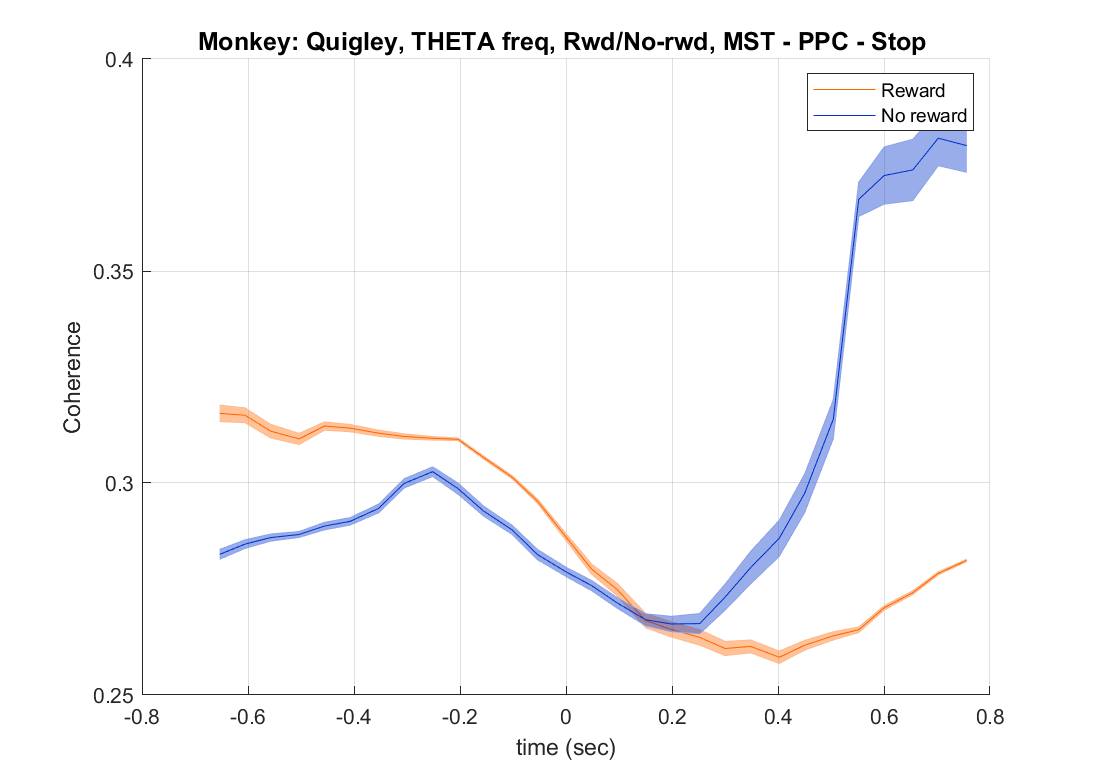 Monkey: Quigley, THETA freq, Rwd/No-rwd, MST - PPC - Stop
0.4
Reward
No reward
0.35
Coherence
0.3
0.25
-0.8 -0.6 -0.4 -0.2 0 0.2 0.4 0.6 0.8
time (sec)